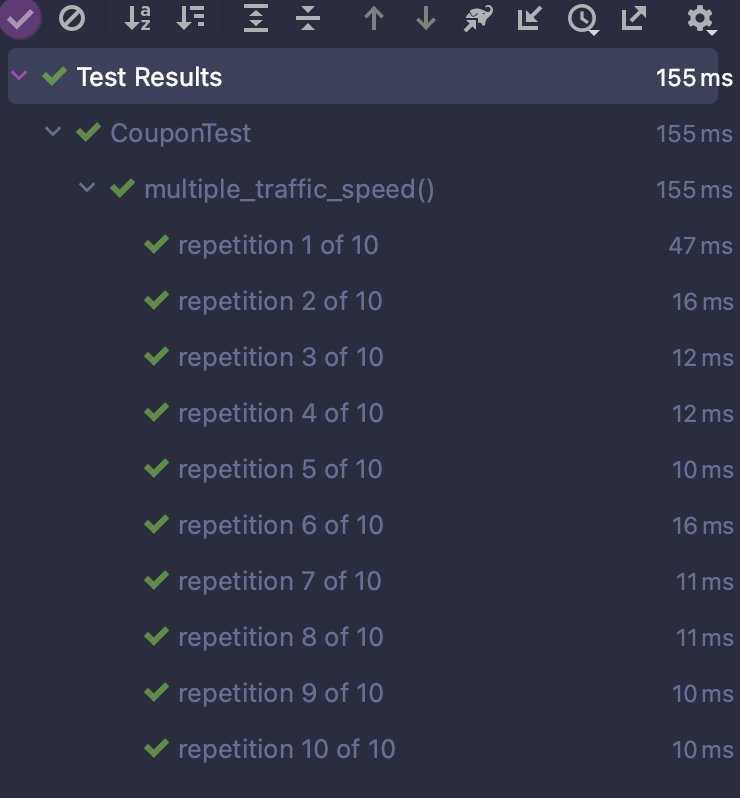 Test Results 155 ms
CouponTest 155 ms
multiple_traffic_speed() 155 ms
repetition 1 of 10 47 ms
repetition 2 of 10 16 ms
repetition 3 of 10 12 ms
repetition 4 of 10 12 ms
repetition 5 of 10 10 ms
repetition 6 of 10 16 ms
repetition 7 of 10 11 ms
repetition 8 of 10 11 ms
repetition 9 of 10 10 ms
repetition 10 of 10 10 ms